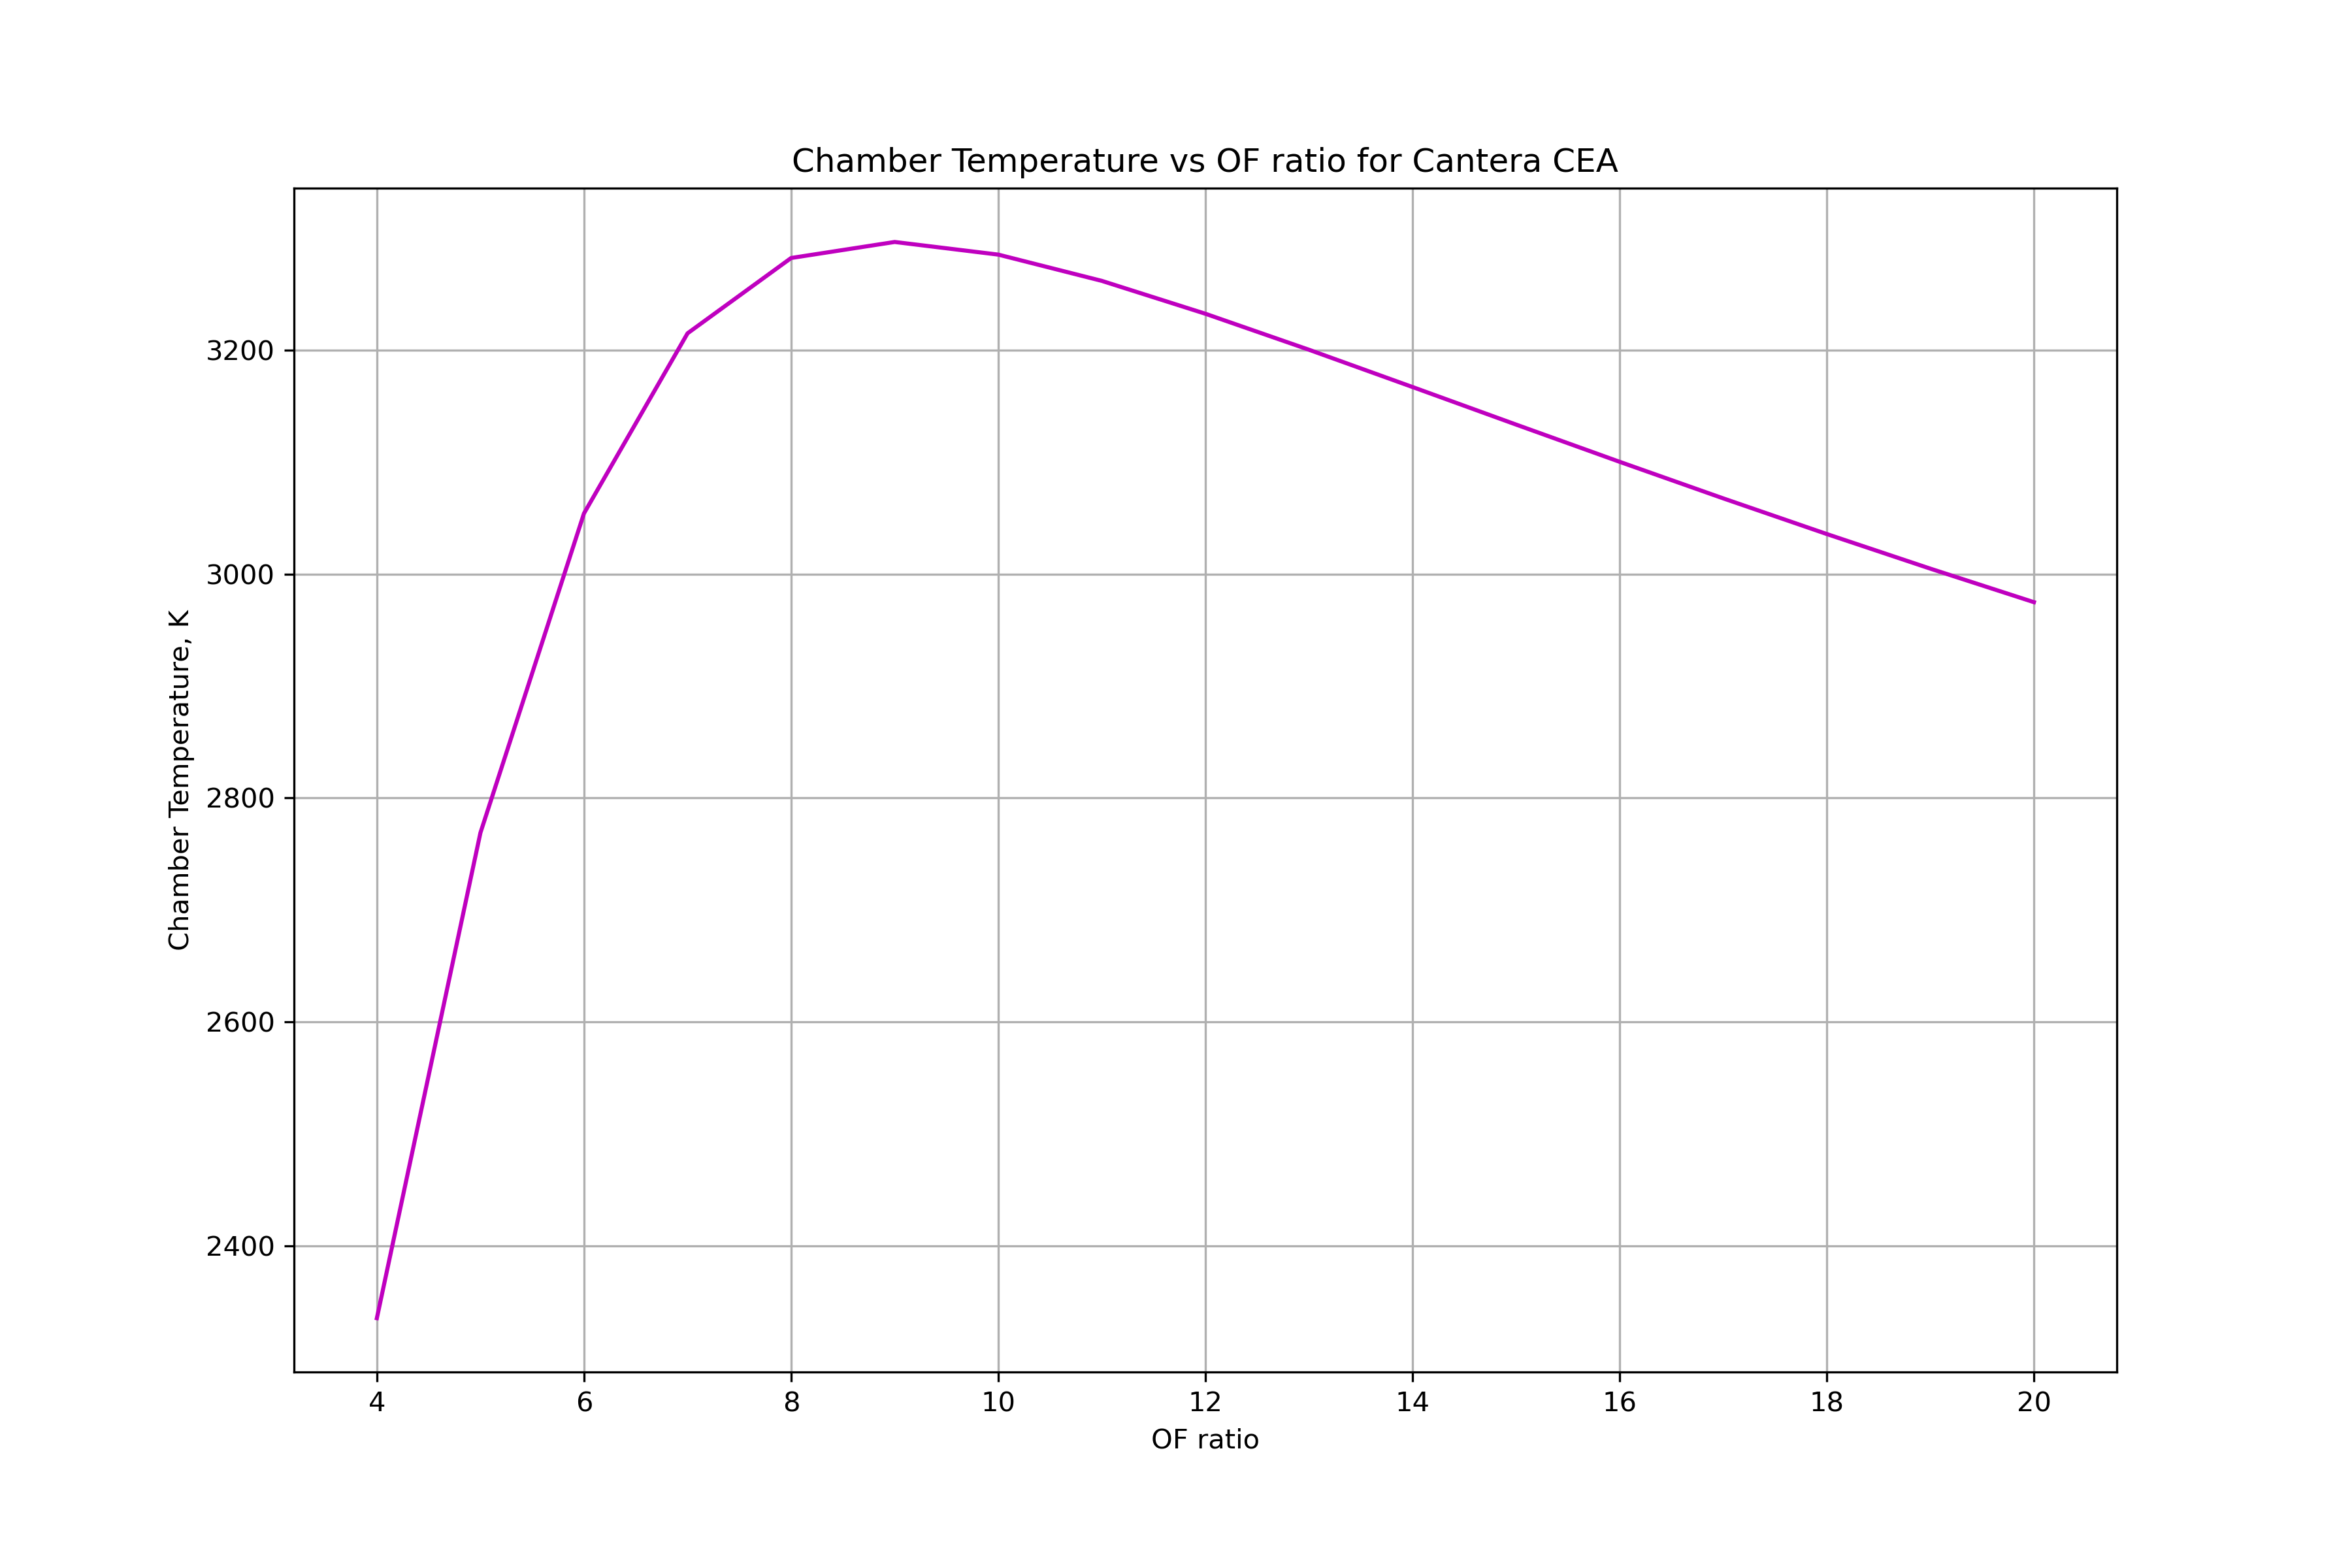 Chamber Temperature vs OF ratio for Cantera CEA
Chamber Temperature, K
3200
3000
2800
2600
2400
4 6 8 10 12 14 16 18 20
OF ratio